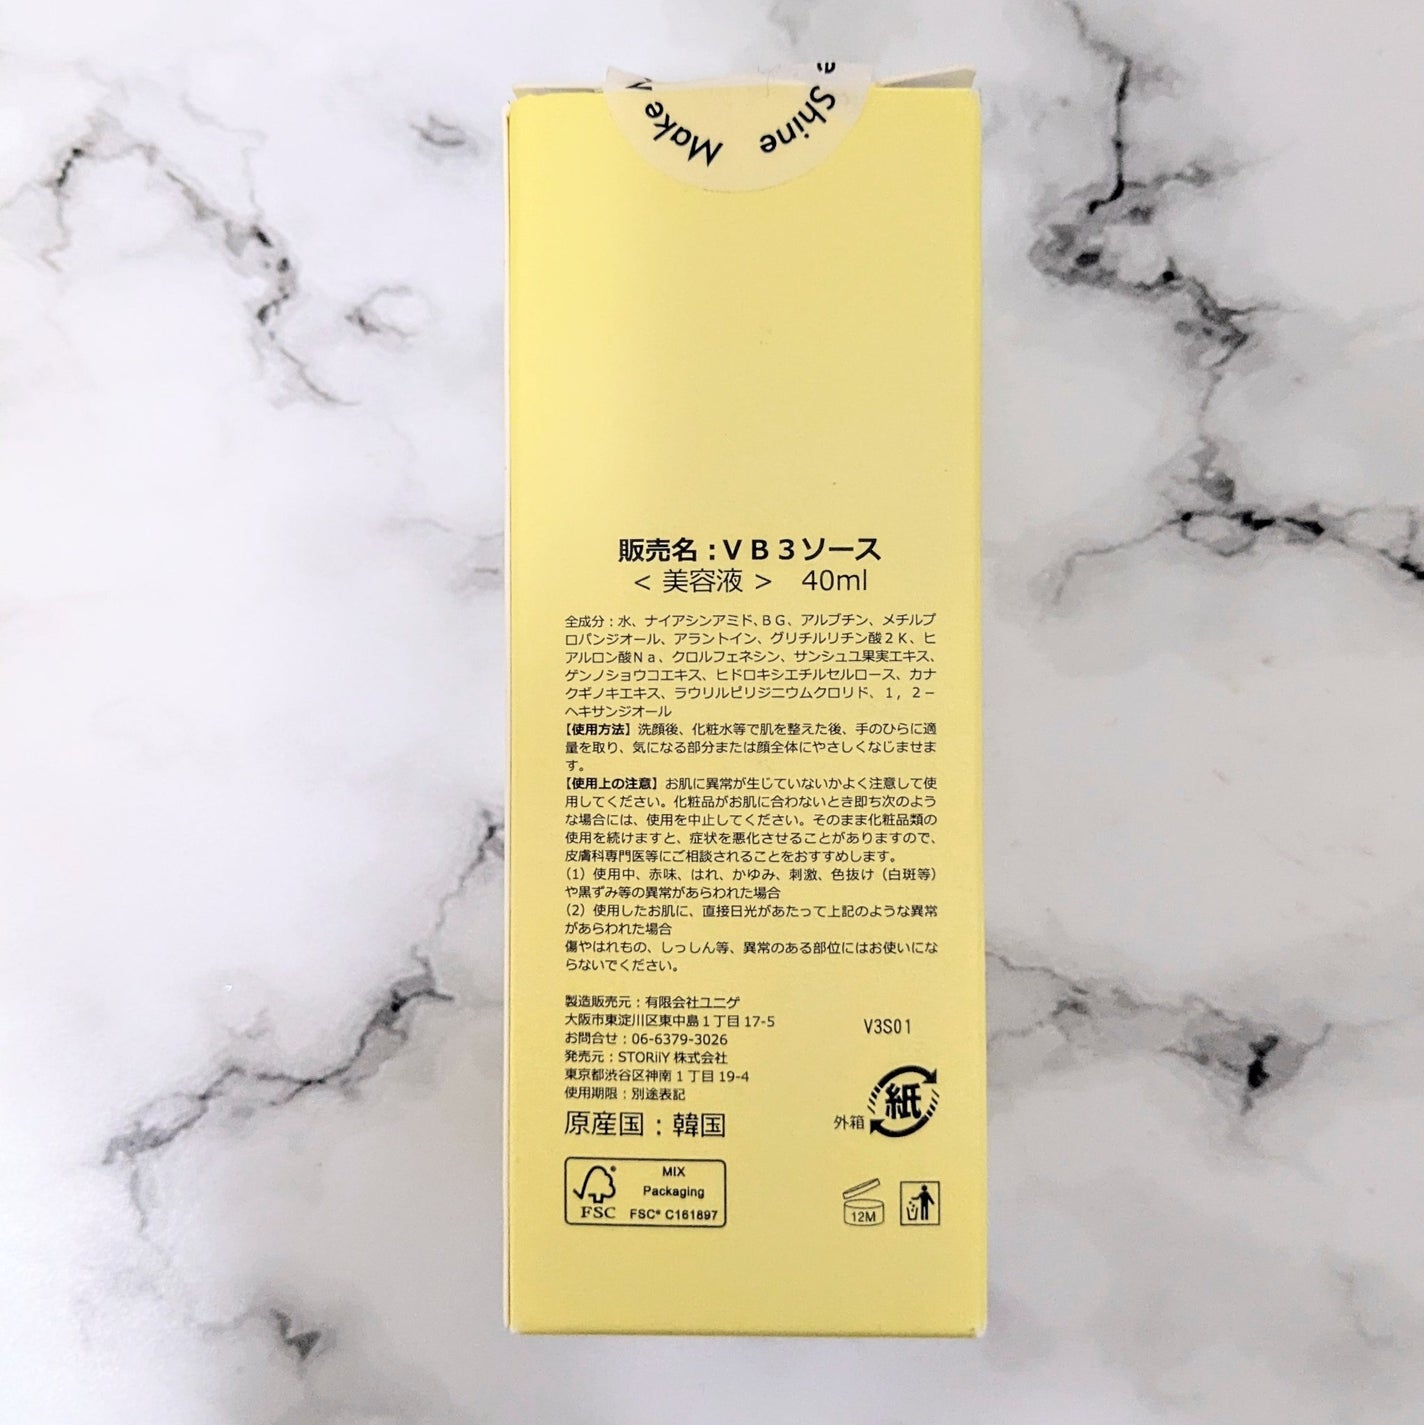 Make
e Shine
販売名：ＶＢ３ソース
＜ 美容液 ＞ 40ml
全成分：水、ナイアシンアミド、ＢＧ、アルブチン、メチルプ
ロパンジオール、アラントイン、グリチルリチン酸２Ｋ、ヒ
アルロン酸Ｎａ、クロルフェネシン、サンシュユ果実エキス、
ゲンノショウコエキス、ヒドロキシエチルセルロース、カナ
クギノキエキス、ラウリルピリジニウムクロリド、１，２－
ヘキサンジオール
【使用方法】洗顔後、化粧水等で肌を整えた後、手のひらに適
量を取り、気になる部分または顔全体にやさしくなじませま
す。
【使用上の注意】お肌に異常が生じていないかよく注意して使
用してください。化粧品がお肌に合わないとき即ち次のよう
な場合には、使用を中止してください。そのまま化粧品類の
使用を続けますと、症状を悪化させることがありますので、
皮膚科専門医等にご相談されることをおすすめします。
（1）使用中、赤味、はれ、かゆみ、刺激、色抜け（白斑等）
や黒ずみ等の異常があらわれた場合
（2）使用したお肌に、直接日光があたって上記のような異常
があらわれた場合
傷やはれもの、しっしん等、異常のある部位にはお使いにな
らないでください。
製造販売元：有限会社ユニゲ
大阪市東淀川区東中島１丁目 17-5
お問合せ：06-6379-3026
発売元：STORiiY 株式会社
東京都渋谷区神南 1 丁目 19-4
使用期限：別途表記
原産国：韓国
V3S01
紙
外箱
FSC®
MIX
Packaging
FSC® C161897
12M